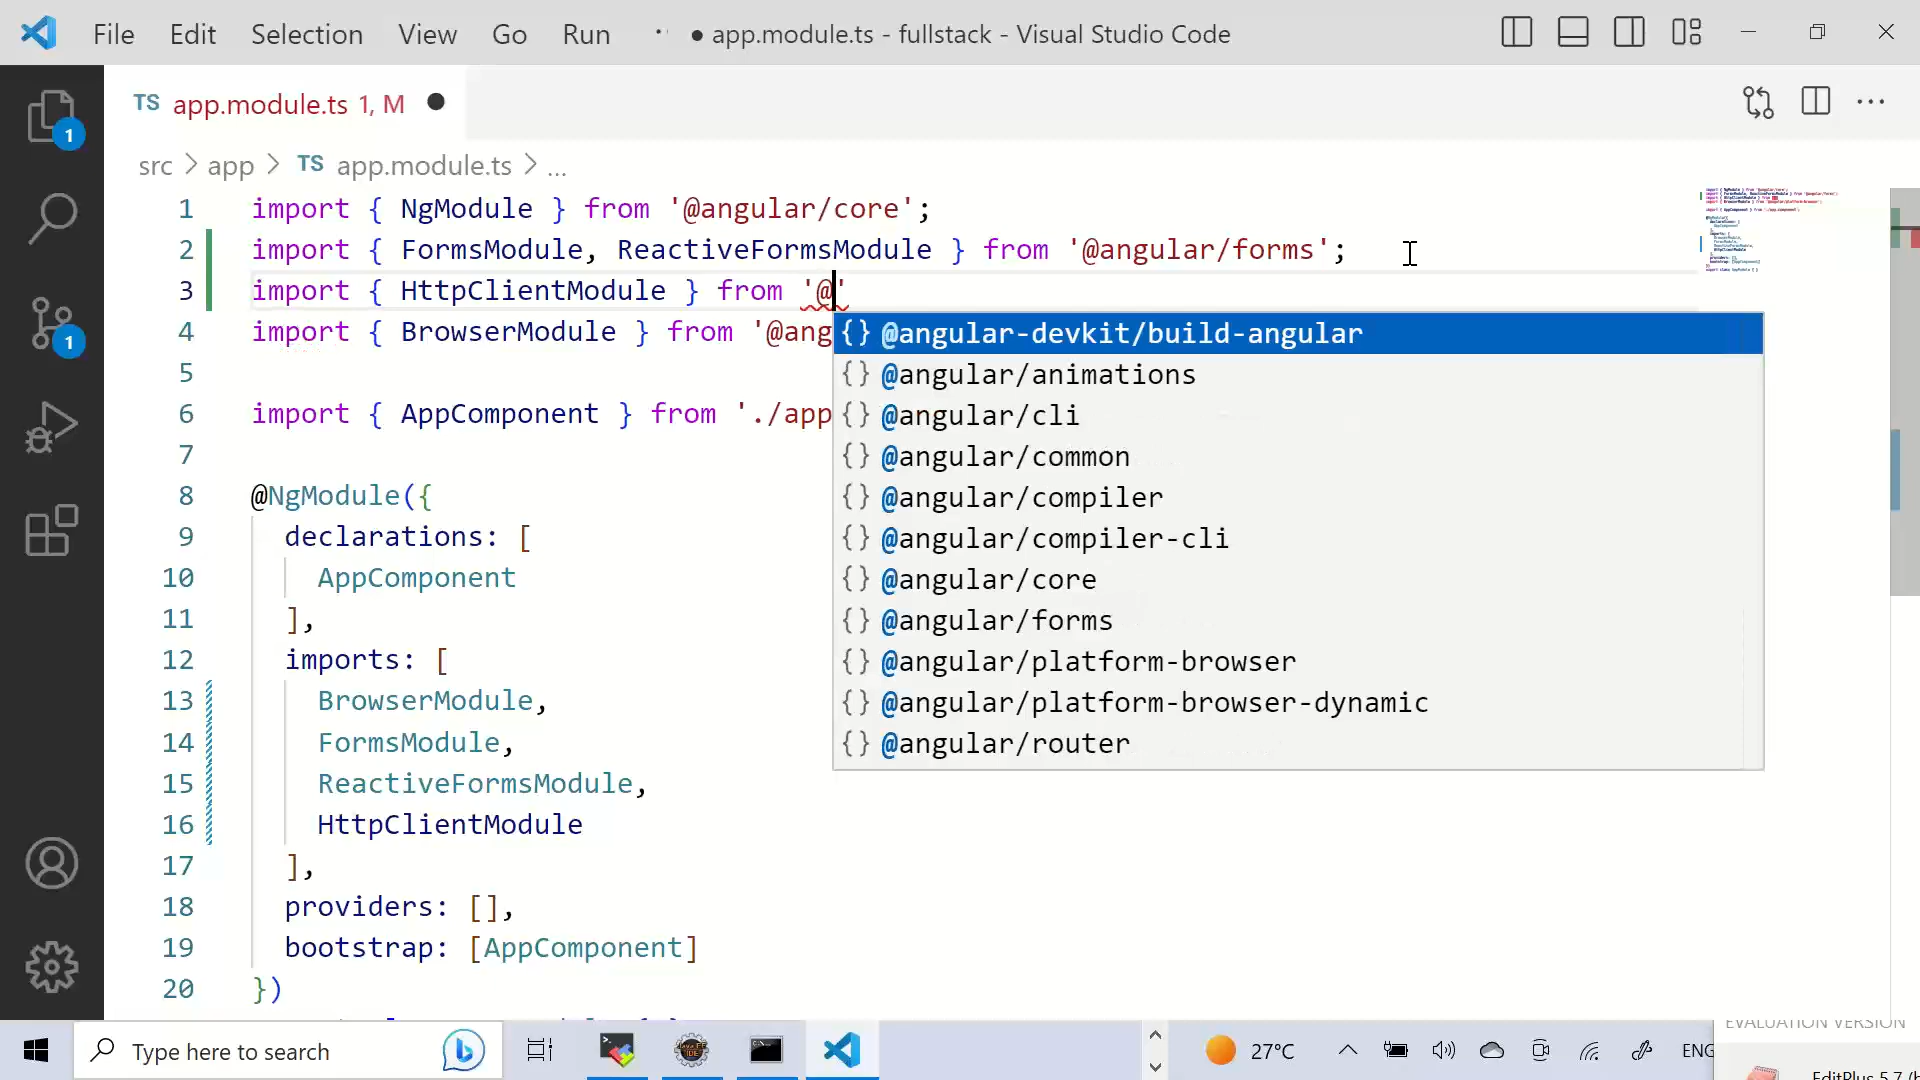 File Edit Selection View Go Run ·· ● app.module.ts - fullstack - Visual Studio Code
TS app.module.ts 1, M ●
src > app > TS app.module.ts > ...
1 import { NgModule } from '@angular/core';
2 import { FormsModule, ReactiveFormsModule } from '@angular/forms';
3 import { HttpClientModule } from '@'
4 import { BrowserModule } from '@ang
5
6 import { AppComponent } from './app
7
8 @NgModule({
9 declarations: [
10 AppComponent
11 ],
12 imports: [
13 BrowserModule,
14 FormsModule,
15 ReactiveFormsModule,
16 HttpClientModule
17 ],
18 providers: [],
19 bootstrap: [AppComponent]
20 })
{} @angular-devkit/build-angular
{} @angular/animations
{} @angular/cli
{} @angular/common
{} @angular/compiler
{} @angular/compiler-cli
{} @angular/core
{} @angular/forms
{} @angular/platform-browser
{} @angular/platform-browser-dynamic
{} @angular/router
1
1
Type here to search
27°C
ENG
EVALUATION VERSION
EditPlus 5.7